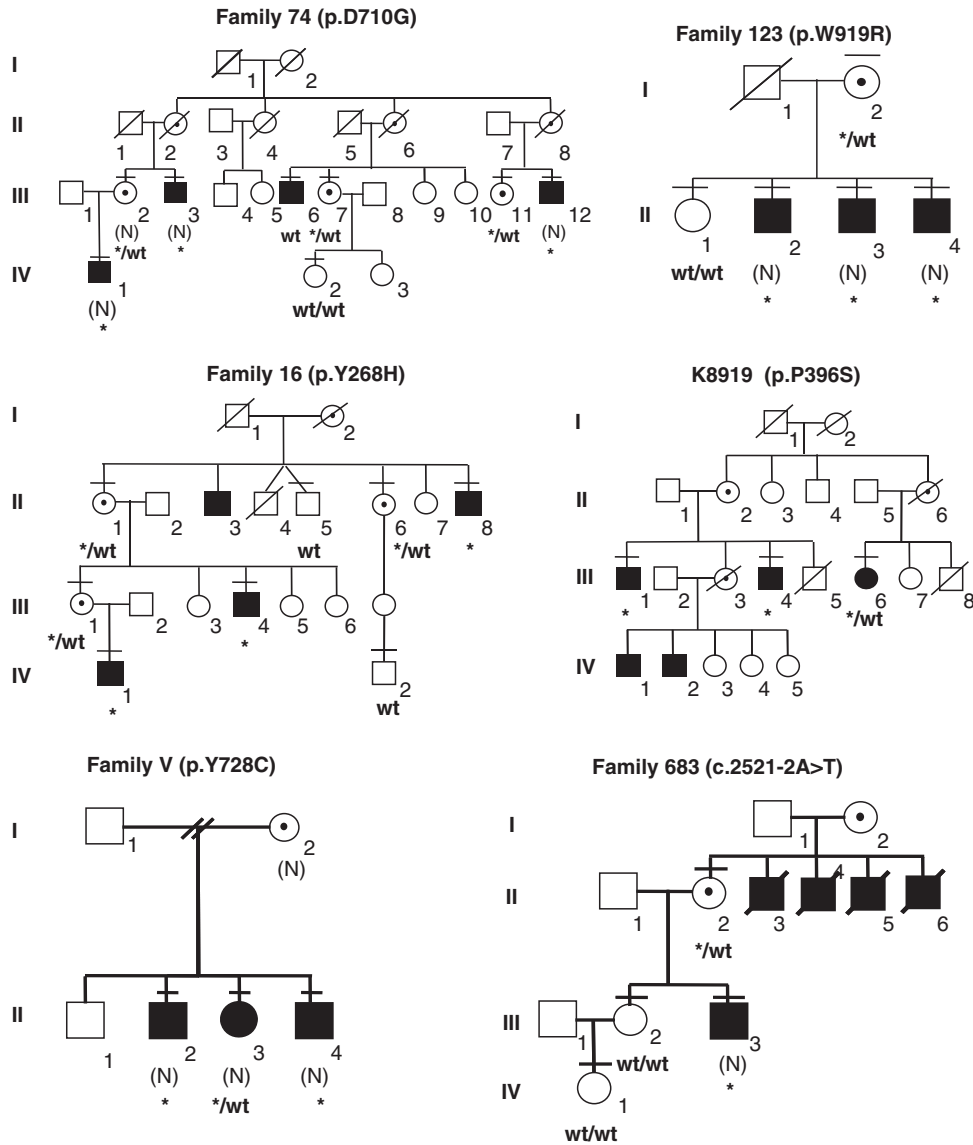 Family 74 (p.D710G)
I
1 2
II
1 2 3 4 5 6 7 8
III
1 2 3 4 5 6 7 8 9 10 11 12
(N) (N) wt */wt */wt (N)
*/wt * *
IV
1 2 3
(N) wt/wt
*
Family 123 (p.W919R)
I
1 2
*/wt
II
1 2 3 4
wt/wt (N) (N) (N)
* * *
Family 16 (p.Y268H)
I
1 2
II
1 2 3 4 5 6 7 8
*/wt wt */wt *
III
1 2 3 4 5 6
*/wt *
IV
1 2
* wt
K8919 (p.P396S)
I
1 2
II
1 2 3 4 5 6
III
1 2 3 4 5 6 7 8
* * */wt
IV
1 2 3 4 5
Family V (p.Y728C)
I
1 2
(N)
II
1 2 3 4
(N) (N) (N)
* */wt *
Family 683 (c.2521-2A>T)
I
1 2
II
1 2 3 4 5 6
*/wt
III
1 2 3
wt/wt (N)
*
IV
1
wt/wt